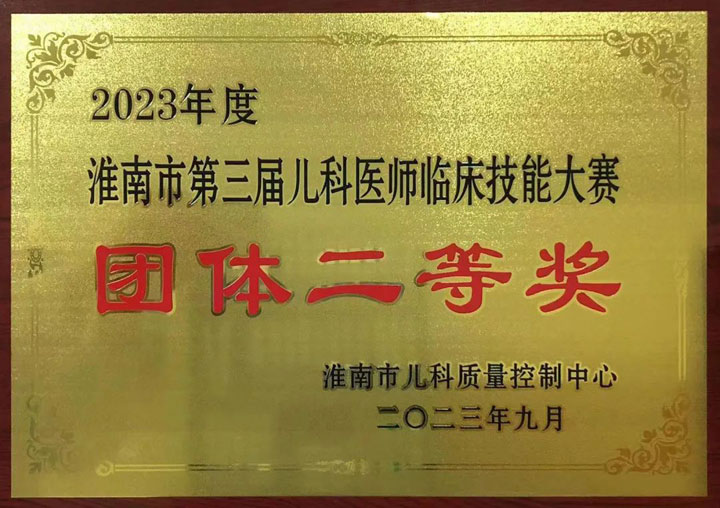 2023年度
淮南市第三届儿科医师临床技能大赛
团体二等奖
淮南市儿科质量控制中心
二〇二三年九月